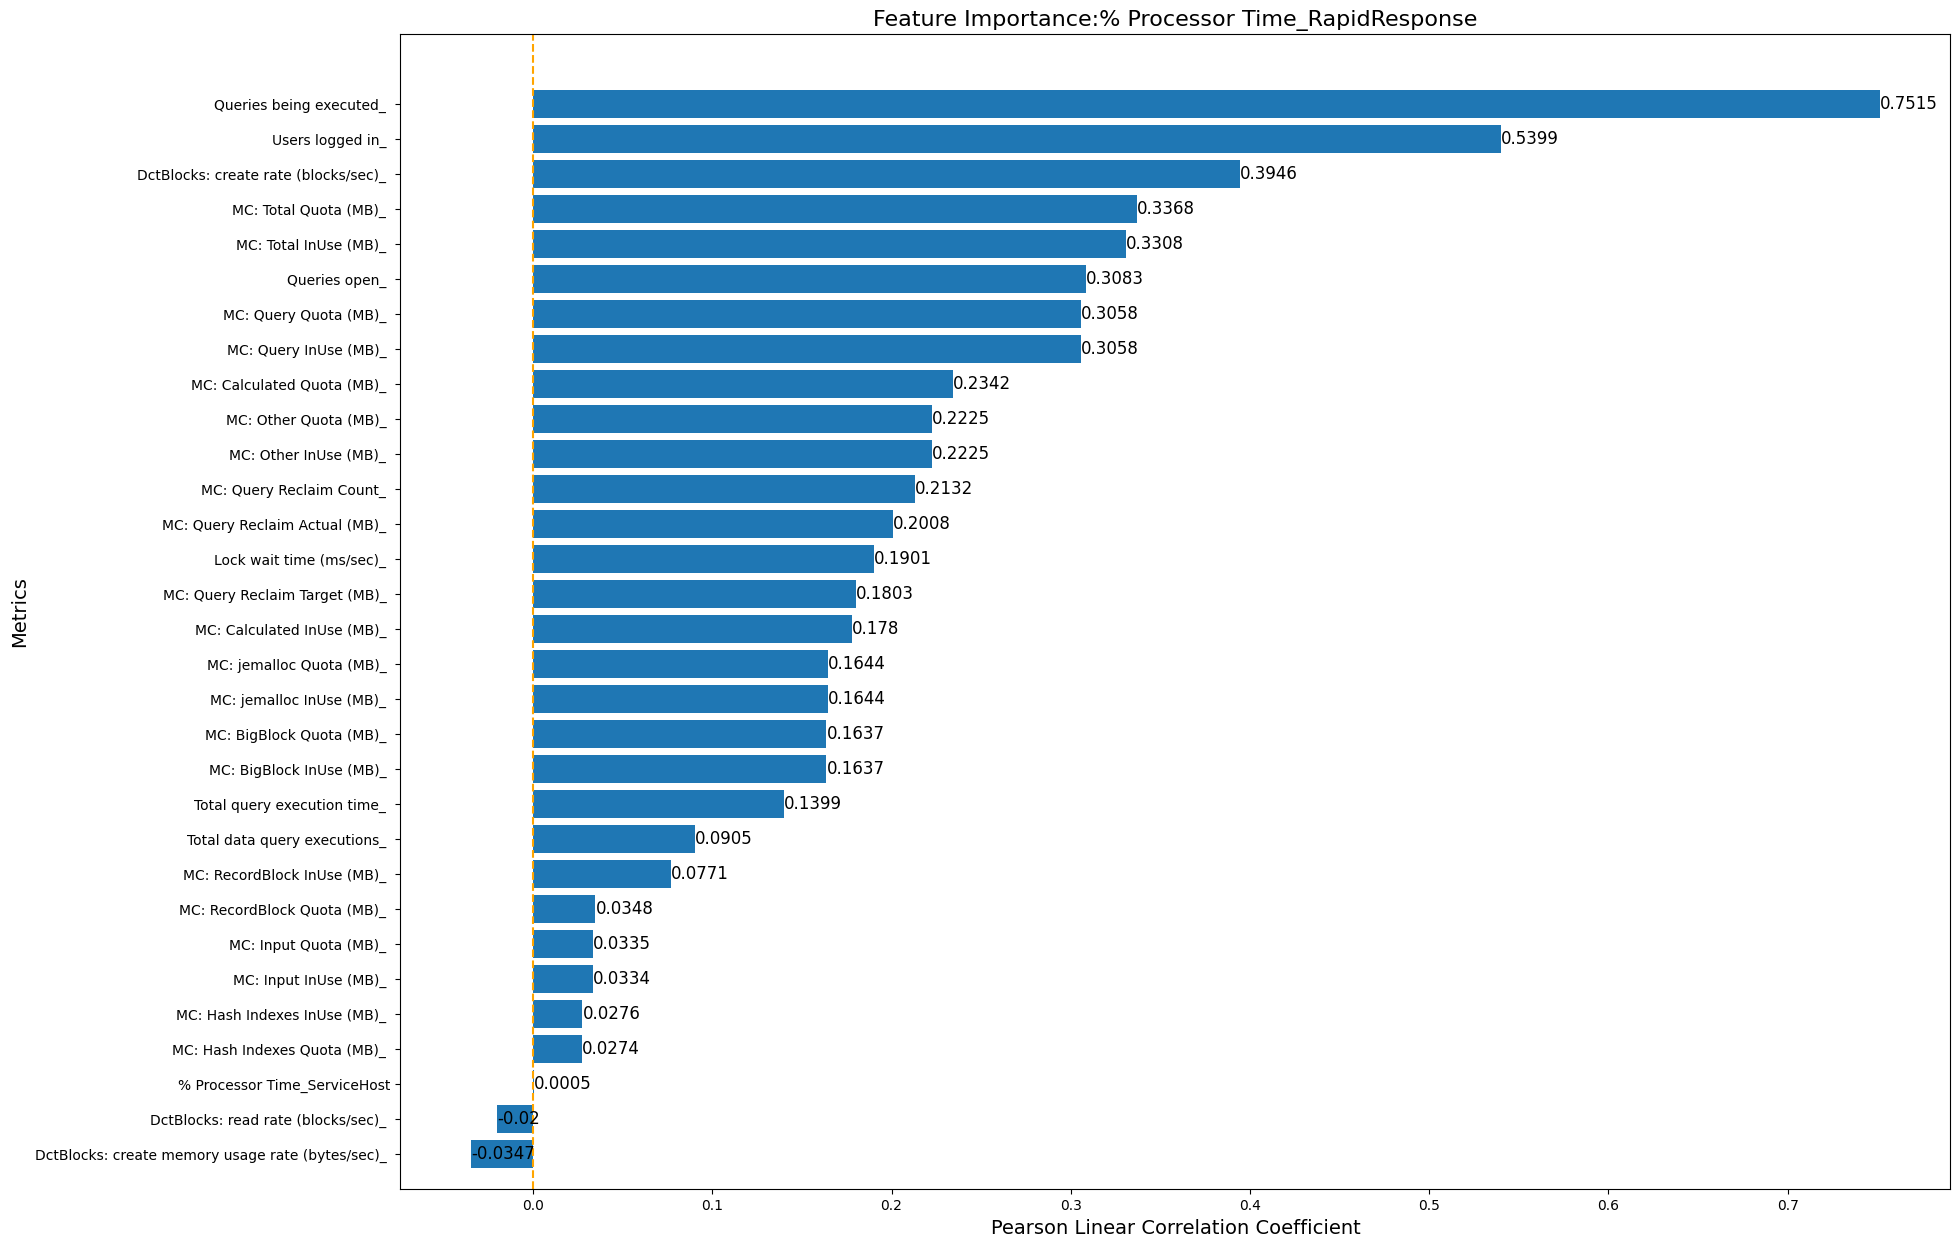 Feature Importance:% Processor Time_RapidResponse
Queries being executed_ 0.7515
Users logged in_ 0.5399
DctBlocks: create rate (blocks/sec)_ 0.3946
MC: Total Quota (MB)_ 0.3368
MC: Total InUse (MB)_ 0.3308
Queries open_ 0.3083
MC: Query Quota (MB)_ 0.3058
MC: Query InUse (MB)_ 0.3058
MC: Calculated Quota (MB)_ 0.2342
MC: Other Quota (MB)_ 0.2225
MC: Other InUse (MB)_ 0.2225
MC: Query Reclaim Count_ 0.2132
MC: Query Reclaim Actual (MB)_ 0.2008
Lock wait time (ms/sec)_ 0.1901
MC: Query Reclaim Target (MB)_ 0.1803
MC: Calculated InUse (MB)_ 0.178
MC: jemalloc Quota (MB)_ 0.1644
MC: jemalloc InUse (MB)_ 0.1644
MC: BigBlock Quota (MB)_ 0.1637
MC: BigBlock InUse (MB)_ 0.1637
Total query execution time_ 0.1399
Total data query executions_ 0.0905
MC: RecordBlock InUse (MB)_ 0.0771
MC: RecordBlock Quota (MB)_ 0.0348
MC: Input Quota (MB)_ 0.0335
MC: Input InUse (MB)_ 0.0334
MC: Hash Indexes InUse (MB)_ 0.0276
MC: Hash Indexes Quota (MB)_ 0.0274
% Processor Time_ServiceHost 0.0005
DctBlocks: read rate (blocks/sec)_ -0.02
DctBlocks: create memory usage rate (bytes/sec)_ -0.0347
Metrics
0.0 0.1 0.2 0.3 0.4 0.5 0.6 0.7
Pearson Linear Correlation Coefficient